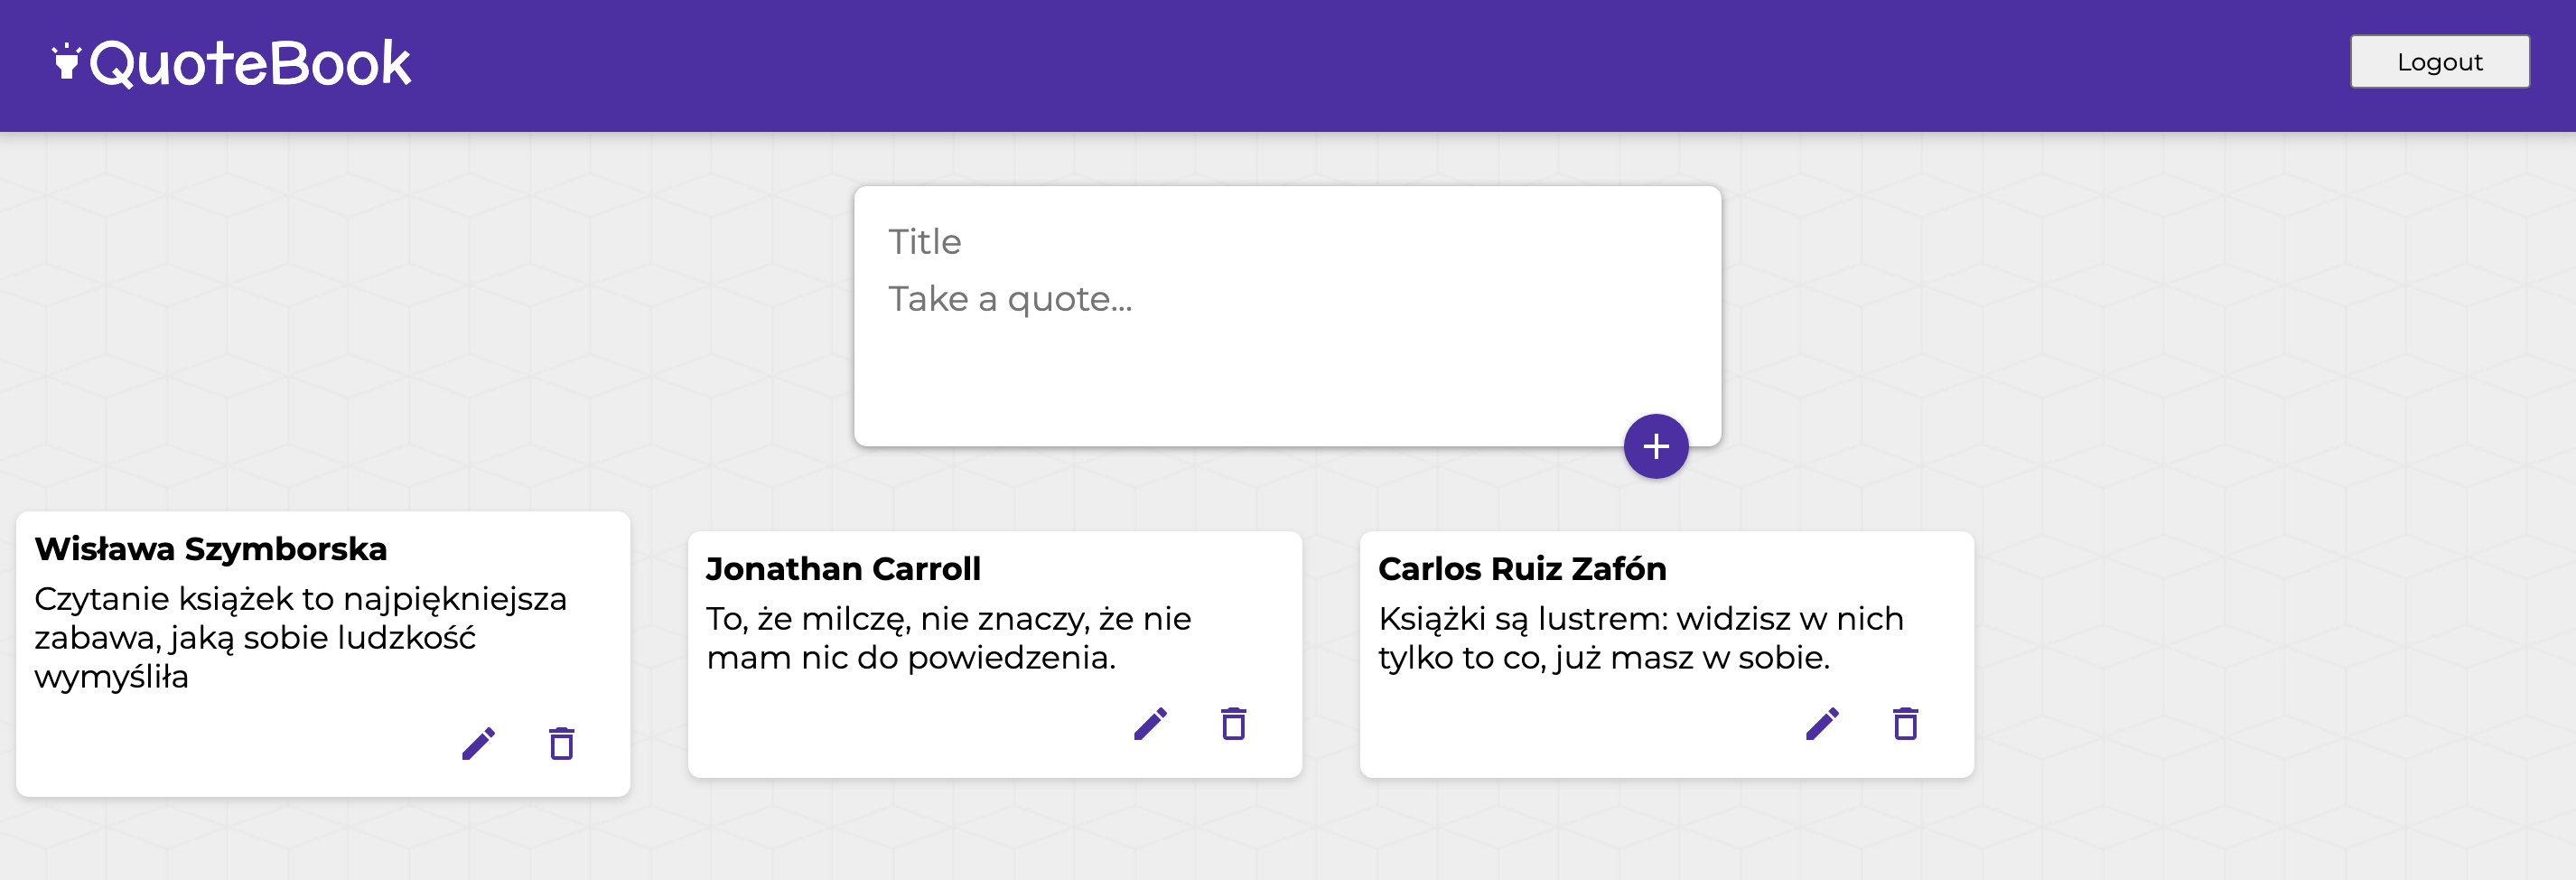 QuoteBook
Logout
Title
Take a quote...
Wisława Szymborska
Czytanie książek to najpiękniejsza
zabawa, jaką sobie ludzkość
wymyśliła
Jonathan Carroll
To, że milczę, nie znaczy, że nie
mam nic do powiedzenia.
Carlos Ruiz Zafón
Książki są lustrem: widzisz w nich
tylko to co, już masz w sobie.